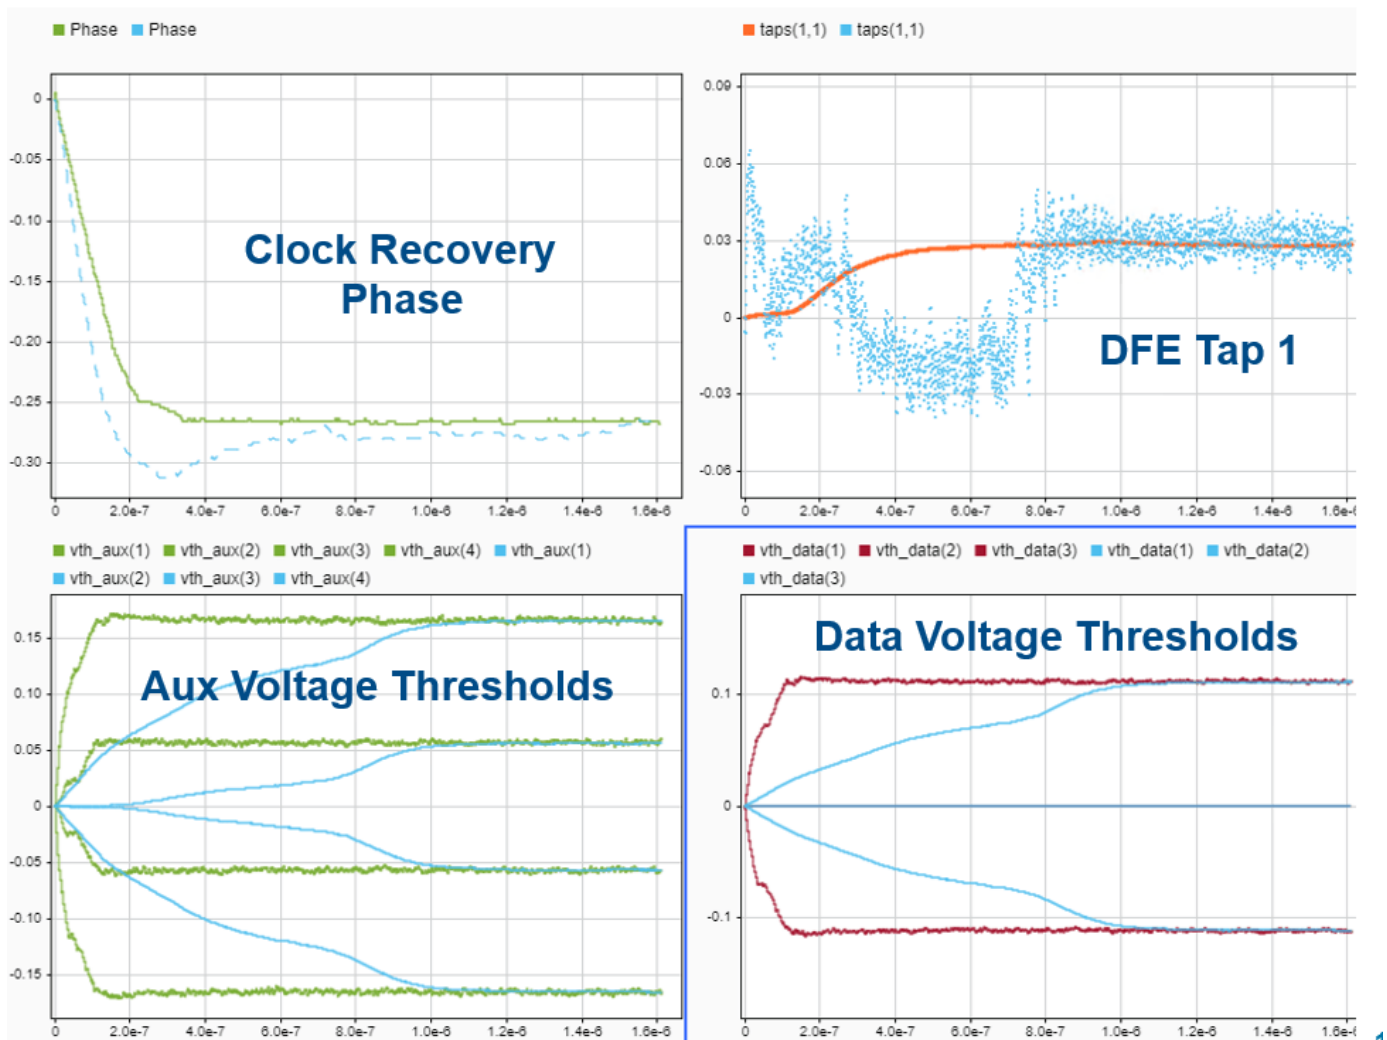 Phase Phase
0
-0.05
-0.10
-0.15
-0.20
-0.25
-0.30
Clock Recovery
Phase
0 2.0e-7 4.0e-7 6.0e-7 8.0e-7 1.0e-6 1.2e-6 1.4e-6 1.6e-6
taps(1,1) taps(1,1)
0.09
0.06
0.03
0
-0.03
-0.06
DFE Tap 1
0 2.0e-7 4.0e-7 6.0e-7 8.0e-7 1.0e-6 1.2e-6 1.4e-6 1.6e
vth_aux(1) vth_aux(2) vth_aux(3) vth_aux(4) vth_aux(1)
vth_aux(2) vth_aux(3) vth_aux(4)
0.15
0.10
0.05
0
-0.05
-0.10
-0.15
Aux Voltage Thresholds
0 2.0e-7 4.0e-7 6.0e-7 8.0e-7 1.0e-6 1.2e-6 1.4e-6 1.6e-6
vth_data(1) vth_data(2) vth_data(3) vth_data(1) vth_data(2)
vth_data(3)
Data Voltage Thresholds
0.1
0
-0.1
0 2.0e-7 4.0e-7 6.0e-7 8.0e-7 1.0e-6 1.2e-6 1.4e-6 1.6e